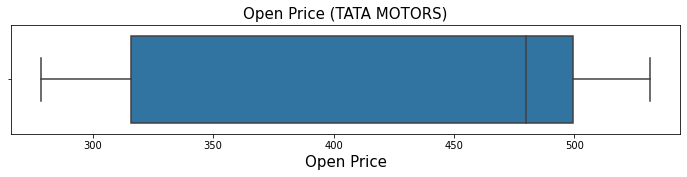 Open Price (TATA MOTORS)
300 350 400 450 500
Open Price